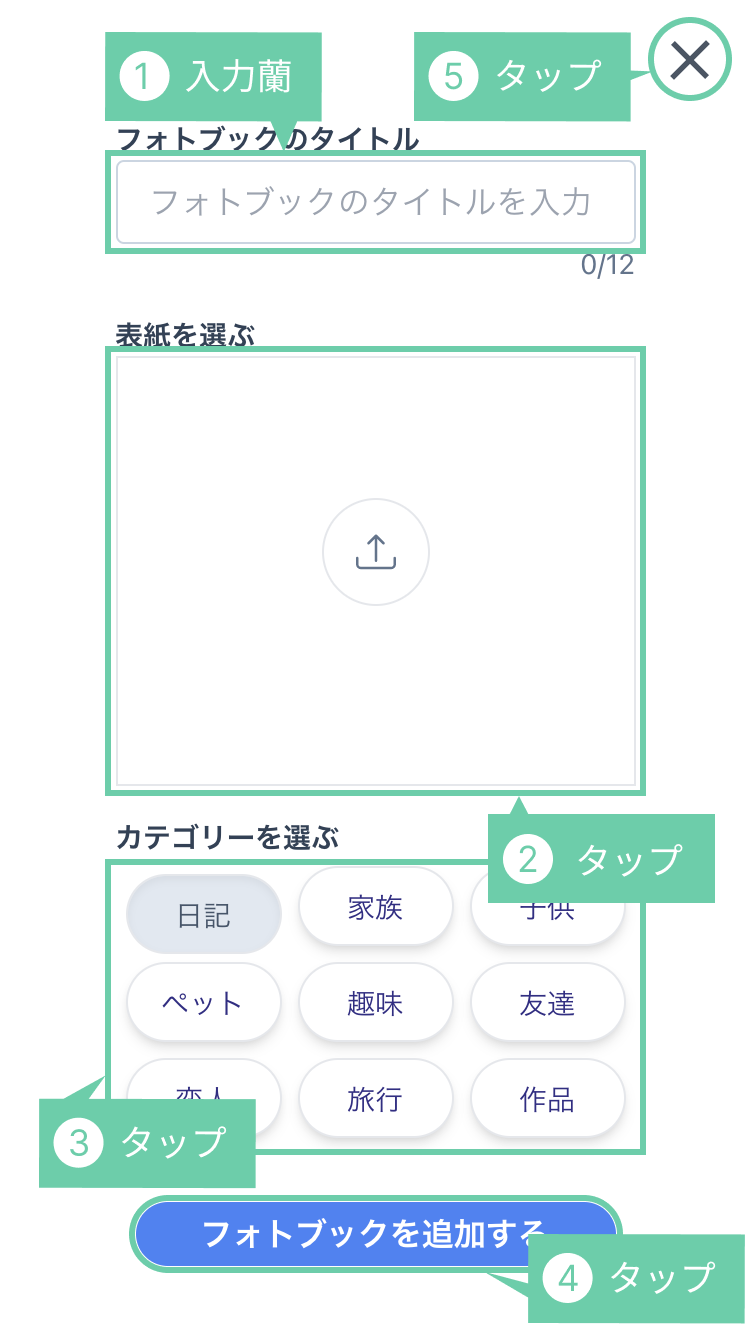 1 入力蘭
5 タップ
フォトブックのタイトル
フォトブックのタイトルを入力
0/12
表紙を選ぶ
カテゴリーを選ぶ
2 タップ
日記
家族
子供
ペット
趣味
友達
恋人
旅行
作品
3 タップ
フォトブックを追加する
4 タップ